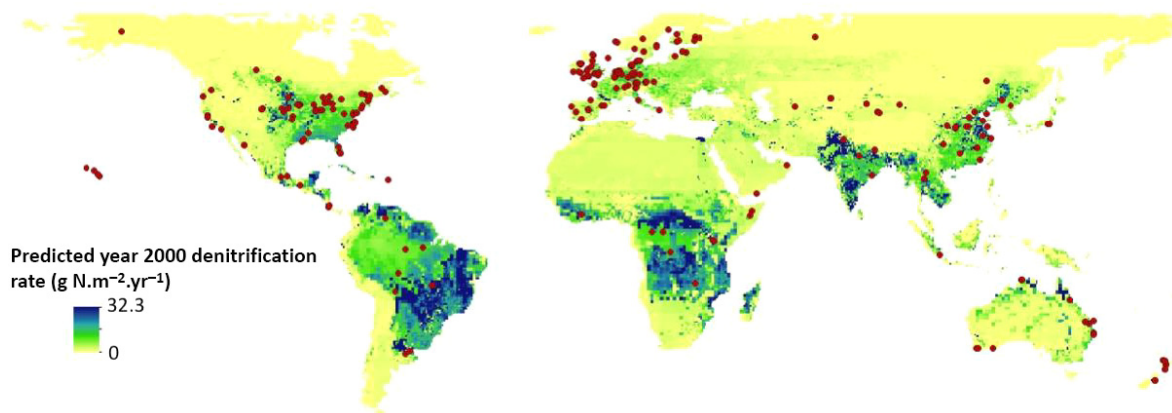 Predicted year 2000 denitrification
rate (g N.m⁻².yr⁻¹)
32.3
0